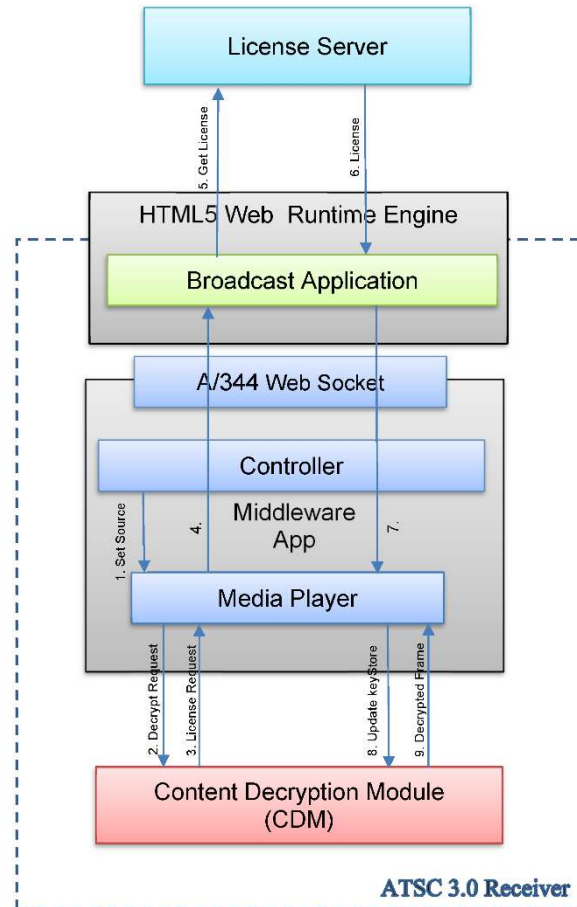 License Server
5. Get License
6. License
HTML5 Web Runtime Engine
Broadcast Application
A/344 Web Socket
Controller
1. Set Source
4.
Middleware
App
7.
Media Player
2. Decrypt Request
3. License Request
8. Update keyStore
9. Decrypted Frame
Content Decryption Module
(CDM)
ATSC 3.0 Receiver